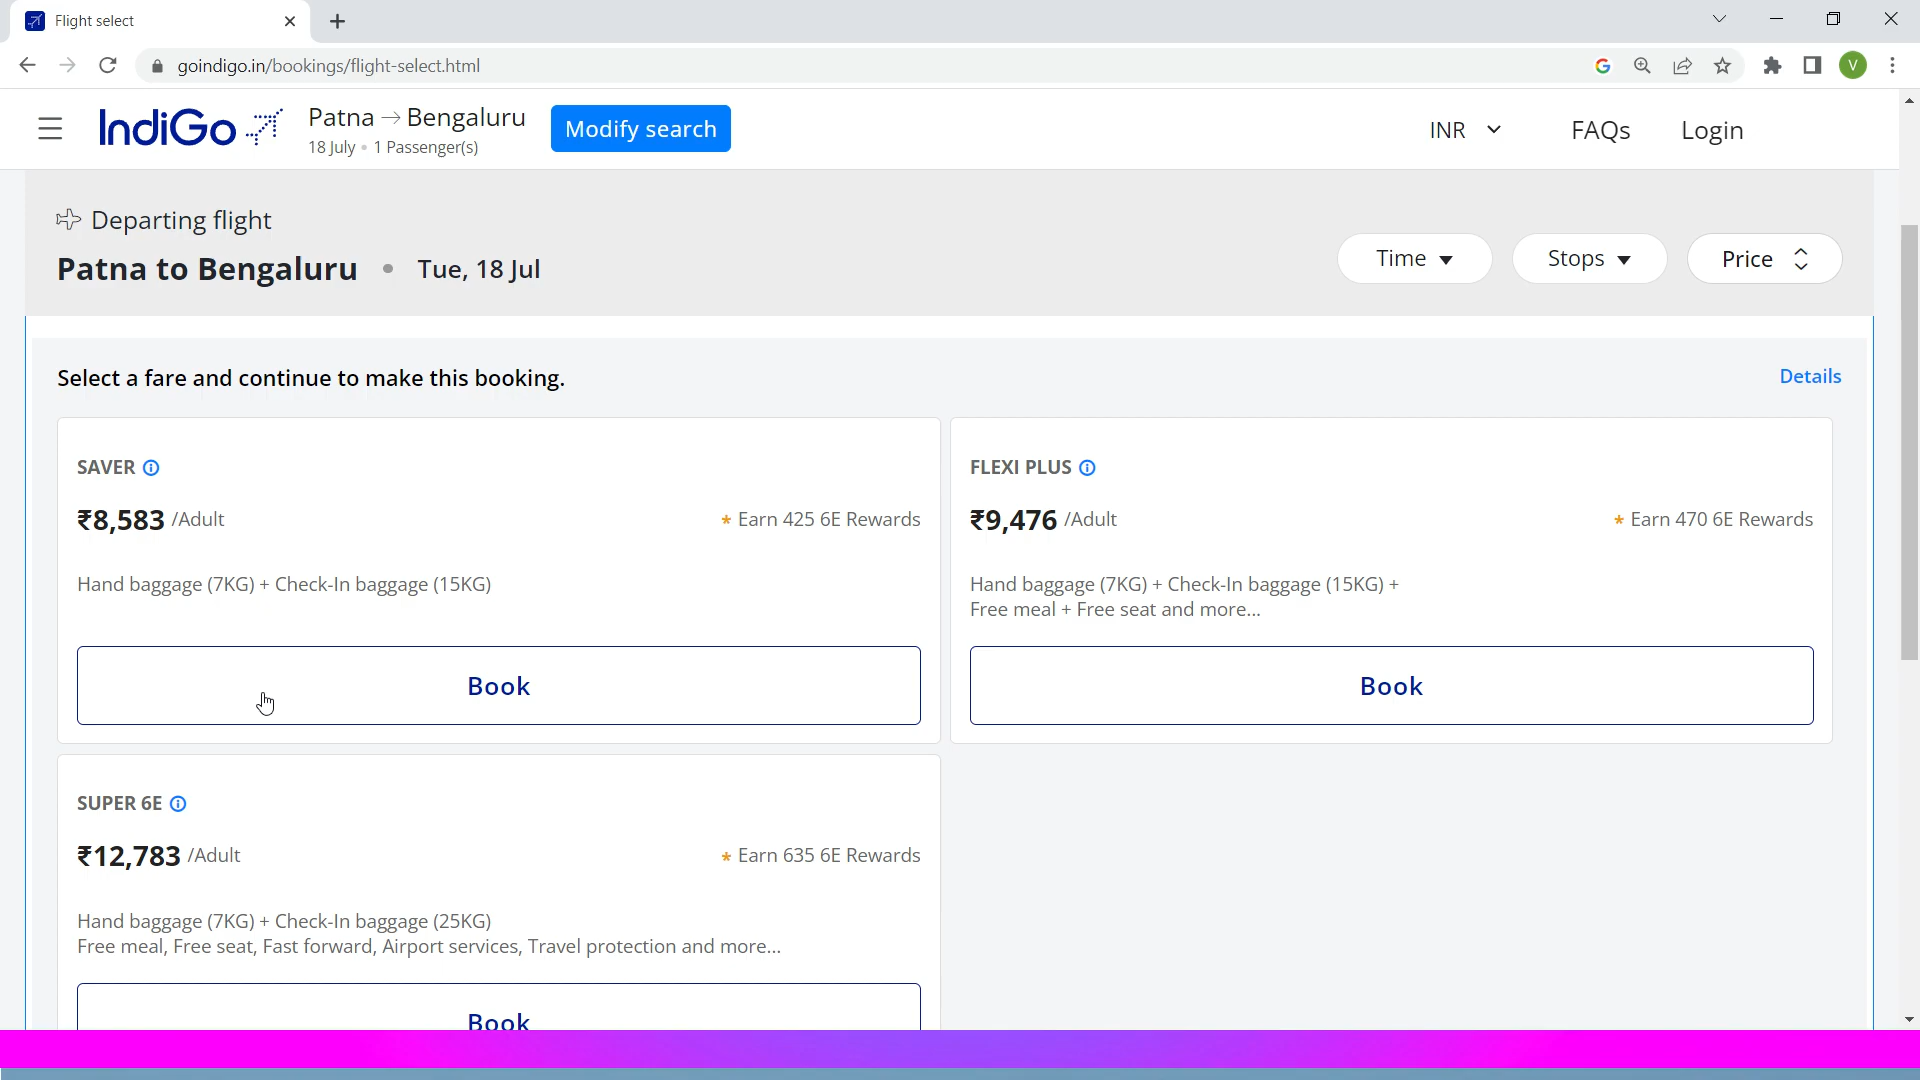 Flight select
goindigo.in/bookings/flight-select.html
V
IndiGo
Patna → Bengaluru
18 July • 1 Passenger(s)
Modify search
INR
FAQs
Login
Departing flight
Patna to Bengaluru • Tue, 18 Jul
Time
Stops
Price
Select a fare and continue to make this booking.
Details
SAVER
₹8,583 /Adult
* Earn 425 6E Rewards
Hand baggage (7KG) + Check-In baggage (15KG)
Book
FLEXI PLUS
₹9,476 /Adult
* Earn 470 6E Rewards
Hand baggage (7KG) + Check-In baggage (15KG) +
Free meal + Free seat and more...
Book
SUPER 6E
₹12,783 /Adult
* Earn 635 6E Rewards
Hand baggage (7KG) + Check-In baggage (25KG)
Free meal, Free seat, Fast forward, Airport services, Travel protection and more...
Book